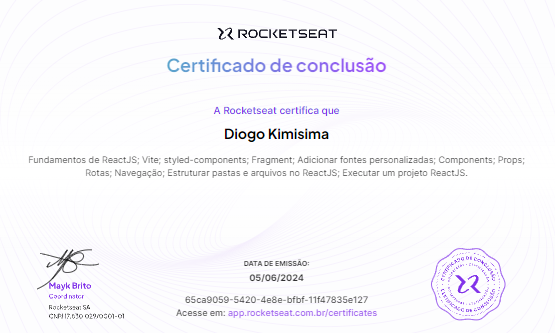 ROCKETSEAT
Certificado de conclusão
A Rocketseat certifica que
Diogo Kimisima
Fundamentos de ReactJS; Vite; styled-components; Fragment; Adicionar fontes personalizadas; Components; Props;
Rotas; Navegação; Estruturar pastas e arquivos no ReactJS; Executar um projeto ReactJS.
Mayk Brito
Coordinator
Rocketseat SA
CNPJ 17.630.029/0001-01
DATA DE EMISSÃO:
05/06/2024
65ca9059-5420-4e8e-bfbf-11f47835e127
Acesse em: app.rocketseat.com.br/certificates
CERTIFICADO DE CONCLUSÃO
CERTIFICADO DE CONCLUSÃO